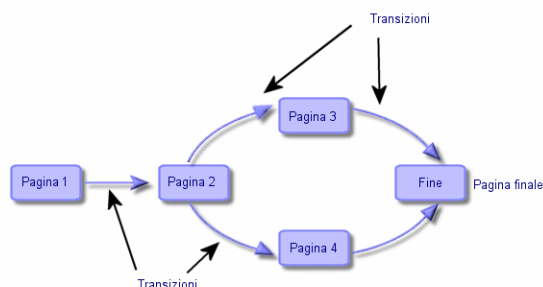 Transizioni
Pagina 3
Pagina 1
Pagina 2
Fine
Pagina finale
Pagina 4
Transizioni